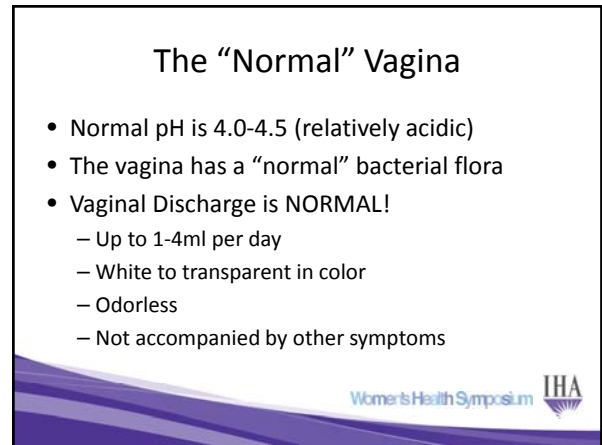 The “Normal” Vagina
• Normal pH is 4.0-4.5 (relatively acidic)
• The vagina has a “normal” bacterial flora
• Vaginal Discharge is NORMAL!
– Up to 1-4ml per day
– White to transparent in color
– Odorless
– Not accompanied by other symptoms
Women's Health Symposium
IHA